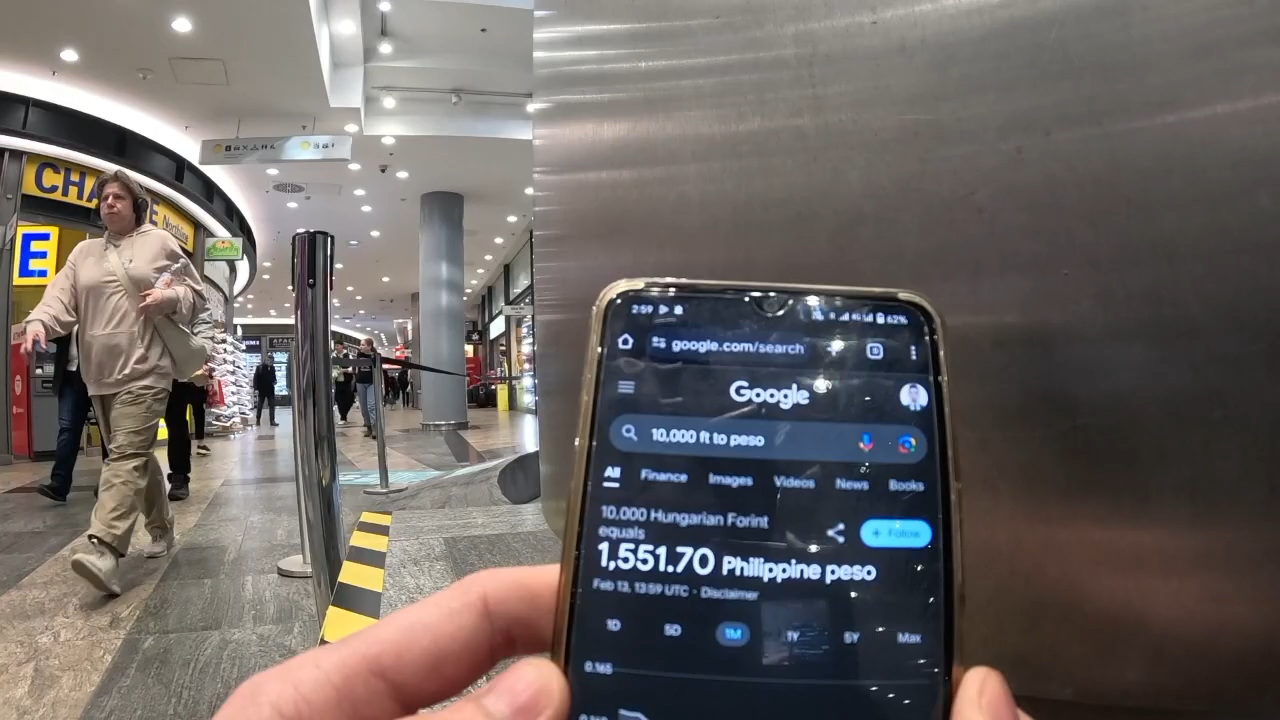 CHA E
Northline
E
2:59
62%
google.com/search
Google
10,000 ft to peso
All Finance Images Videos News Books
10,000 Hungarian Forint
equals
Follow
1,551.70 Philippine peso
Feb 13, 13:59 UTC · Disclaimer
1D 5D 1M 1Y 5Y Max
0.165